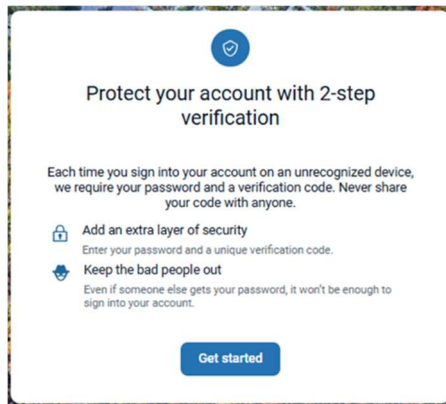 Protect your account with 2-step
verification
Each time you sign into your account on an unrecognized device,
we require your password and a verification code. Never share
your code with anyone.
Add an extra layer of security
Enter your password and a unique verification code.
Keep the bad people out
Even if someone else gets your password, it won't be enough to
sign into your account.
Get started